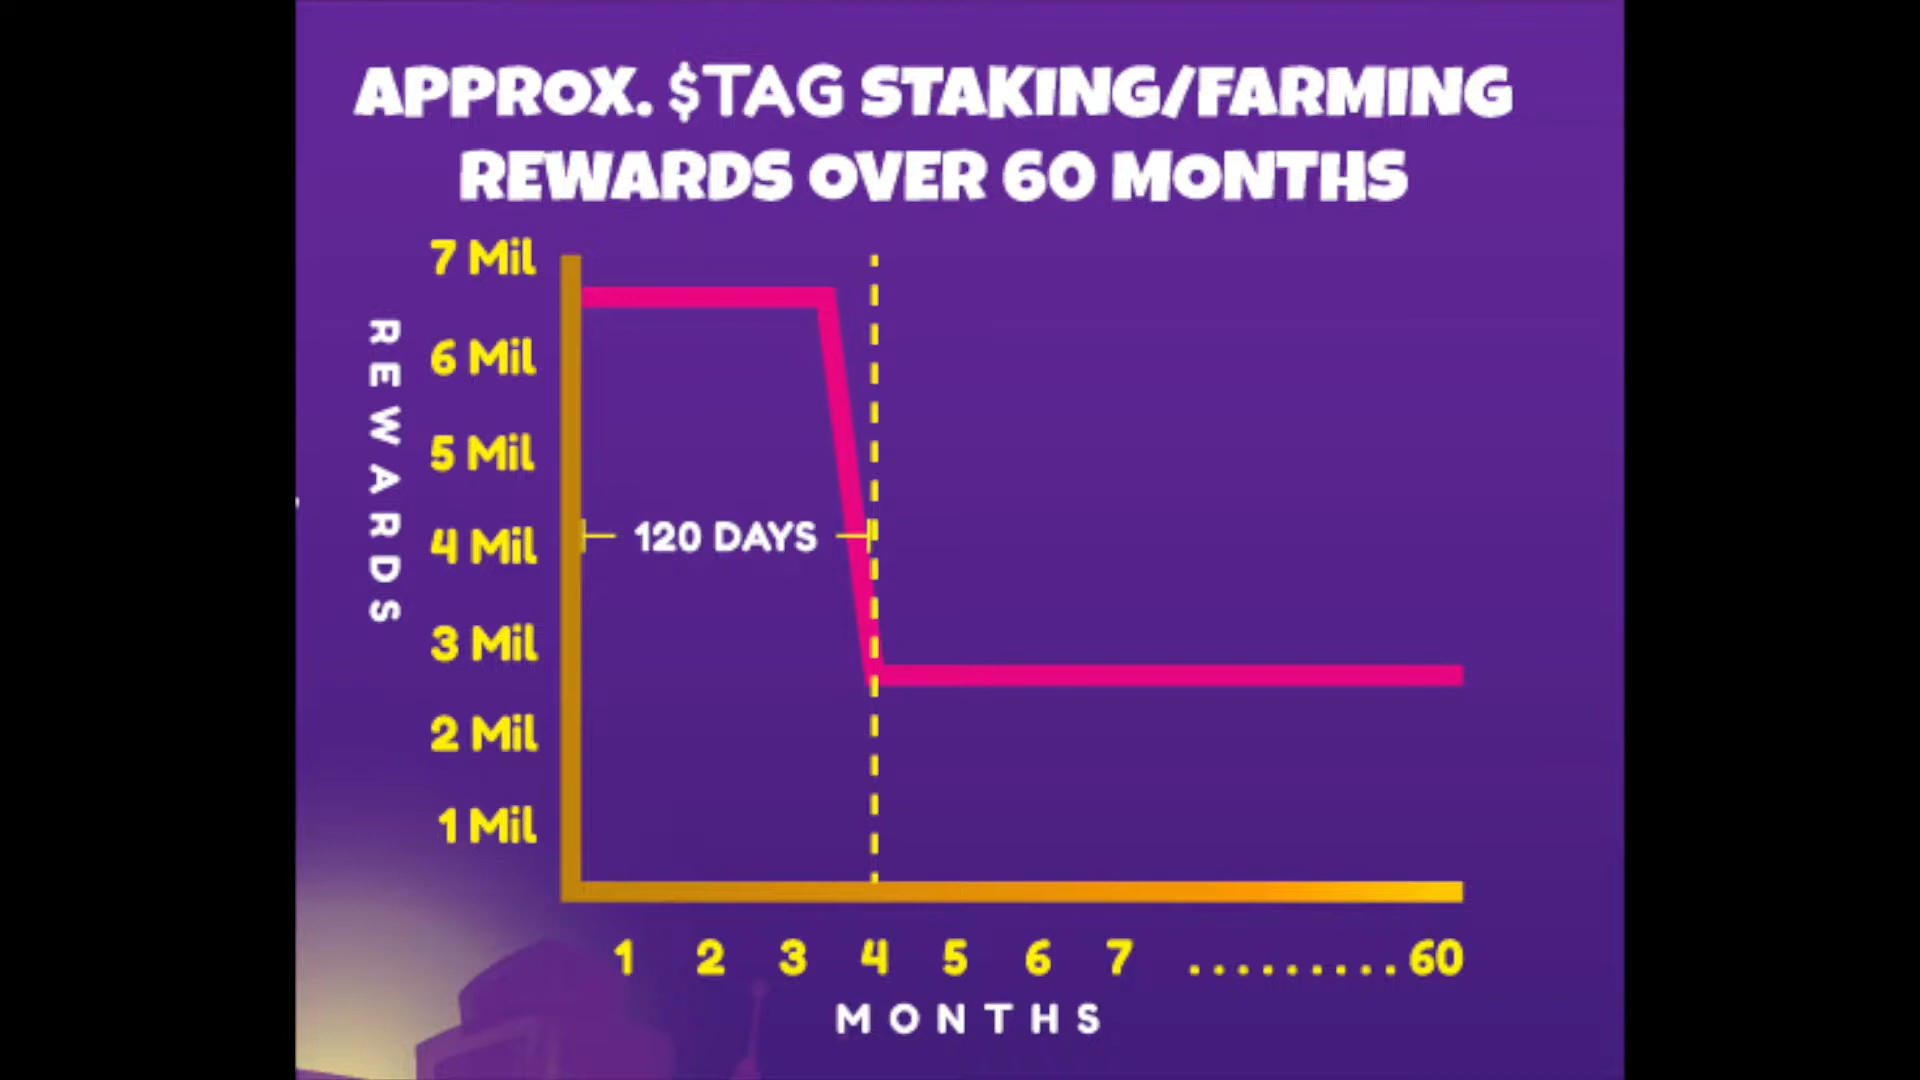 APPROX. $TAG STAKING/FARMING
REWARDS OVER 60 MONTHS
REWARDS
7 Mil
6 Mil
5 Mil
4 Mil
3 Mil
2 Mil
1 Mil
120 DAYS
1 2 3 4 5 6 7 ......... 60
MONTHS